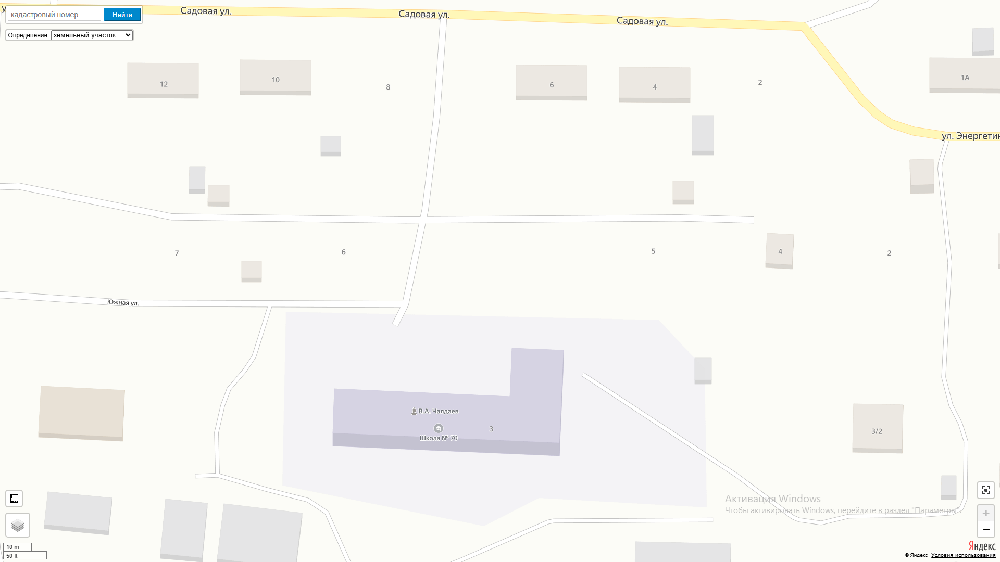 Садовая ул.
Садовая ул.
Садовая ул.
кадастровый номер
Найти
Определение:
земельный участок
12
10
8
6
4
2
1А
ул. Энергетик
7
6
5
4
2
Южная ул.
В.А. Чалдаев
3
Школа № 70
3/2
Активация Windows
Чтобы активировать Windows, перейдите в раздел "Параметры".
10 m
50 ft
Яндекс
© Яндекс Условия использования